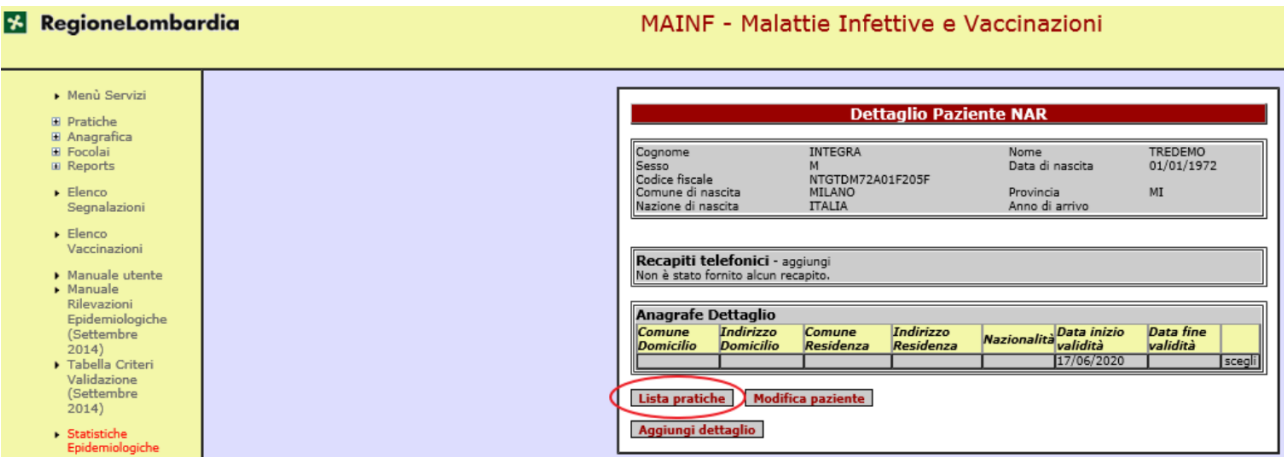 RegioneLombardia
MAINF - Malattie Infettive e Vaccinazioni
Menù Servizi
Pratiche
Anagrafica
Focolai
Reports
Elenco
Segnalazioni
Elenco
Vaccinazioni
Manuale utente
Manuale
Rilevazioni
Epidemiologiche
(Settembre
2014)
Tabella Criteri
Validazione
(Settembre
2014)
Statistiche
Epidemiologiche
Dettaglio Paziente NAR
Cognome INTEGRA Nome TREDEMO
Sesso M Data di nascita 01/01/1972
Codice fiscale NTGTDM72A01F205F
Comune di nascita MILANO Provincia MI
Nazione di nascita ITALIA Anno di arrivo
Recapiti telefonici - aggiungi
Non è stato fornito alcun recapito.
Anagrafe Dettaglio
Comune Domicilio Indirizzo Domicilio Comune Residenza Indirizzo Residenza Nazionalità Data inizio validità Data fine validità
17/06/2020 scegli
Lista pratiche Modifica paziente
Aggiungi dettaglio